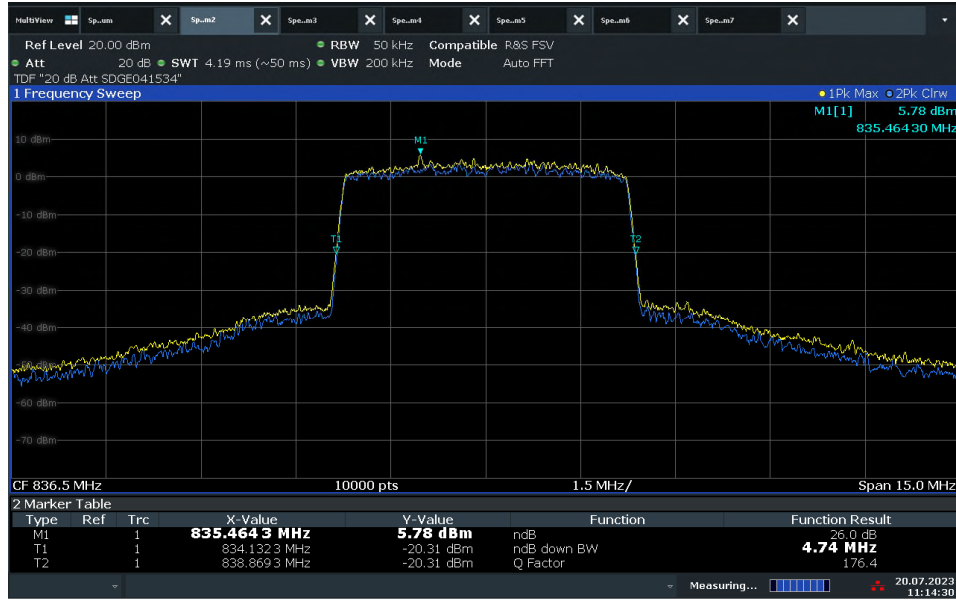 MultiView Sp..um Sp..m2 Spe..m3 Spe..m4 Spe..m5 Spe..m6 Spe..m7
Ref Level 20.00 dBm RBW 50 kHz Compatible R&S FSV
Att 20 dB SWT 4.19 ms (~50 ms) VBW 200 kHz Mode Auto FFT
TDF "20 dB Att SDGE041534"
1 Frequency Sweep 1Pk Max 2Pk Clrw
M1[1] 5.78 dBm
835.46430 MHz
10 dBm
M1
0 dBm
-10 dBm
T1 T2
-20 dBm
-30 dBm
-40 dBm
-50 dBm
-60 dBm
-70 dBm
CF 836.5 MHz 10000 pts 1.5 MHz/ Span 15.0 MHz
2 Marker Table
Type Ref Trc X-Value Y-Value Function Function Result
M1 1 835.464 3 MHz 5.78 dBm ndB 26.0 dB
T1 1 834.132 3 MHz -20.31 dBm ndB down BW 4.74 MHz
T2 1 838.869 3 MHz -20.31 dBm Q Factor 176.4
Measuring... 20.07.2023
11:14:30